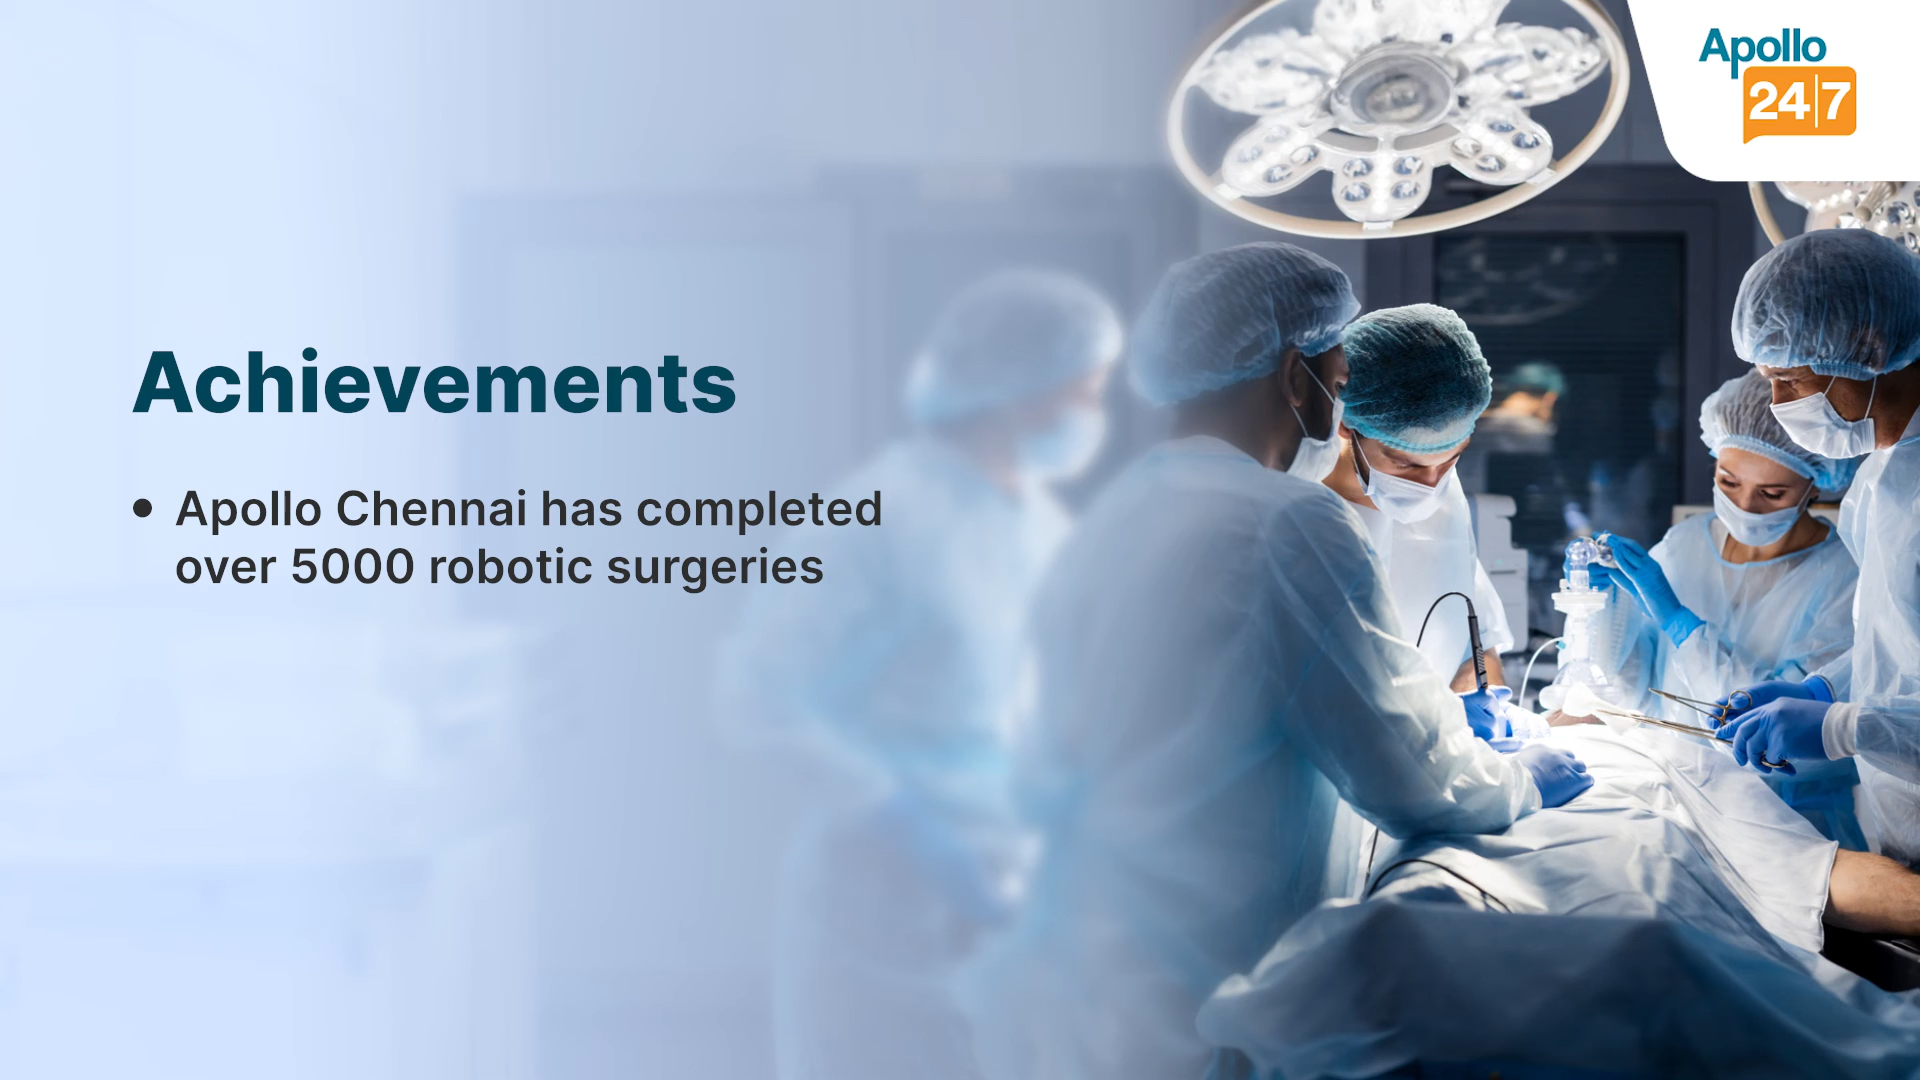 Apollo
24|7
Achievements
• Apollo Chennai has completed
over 5000 robotic surgeries